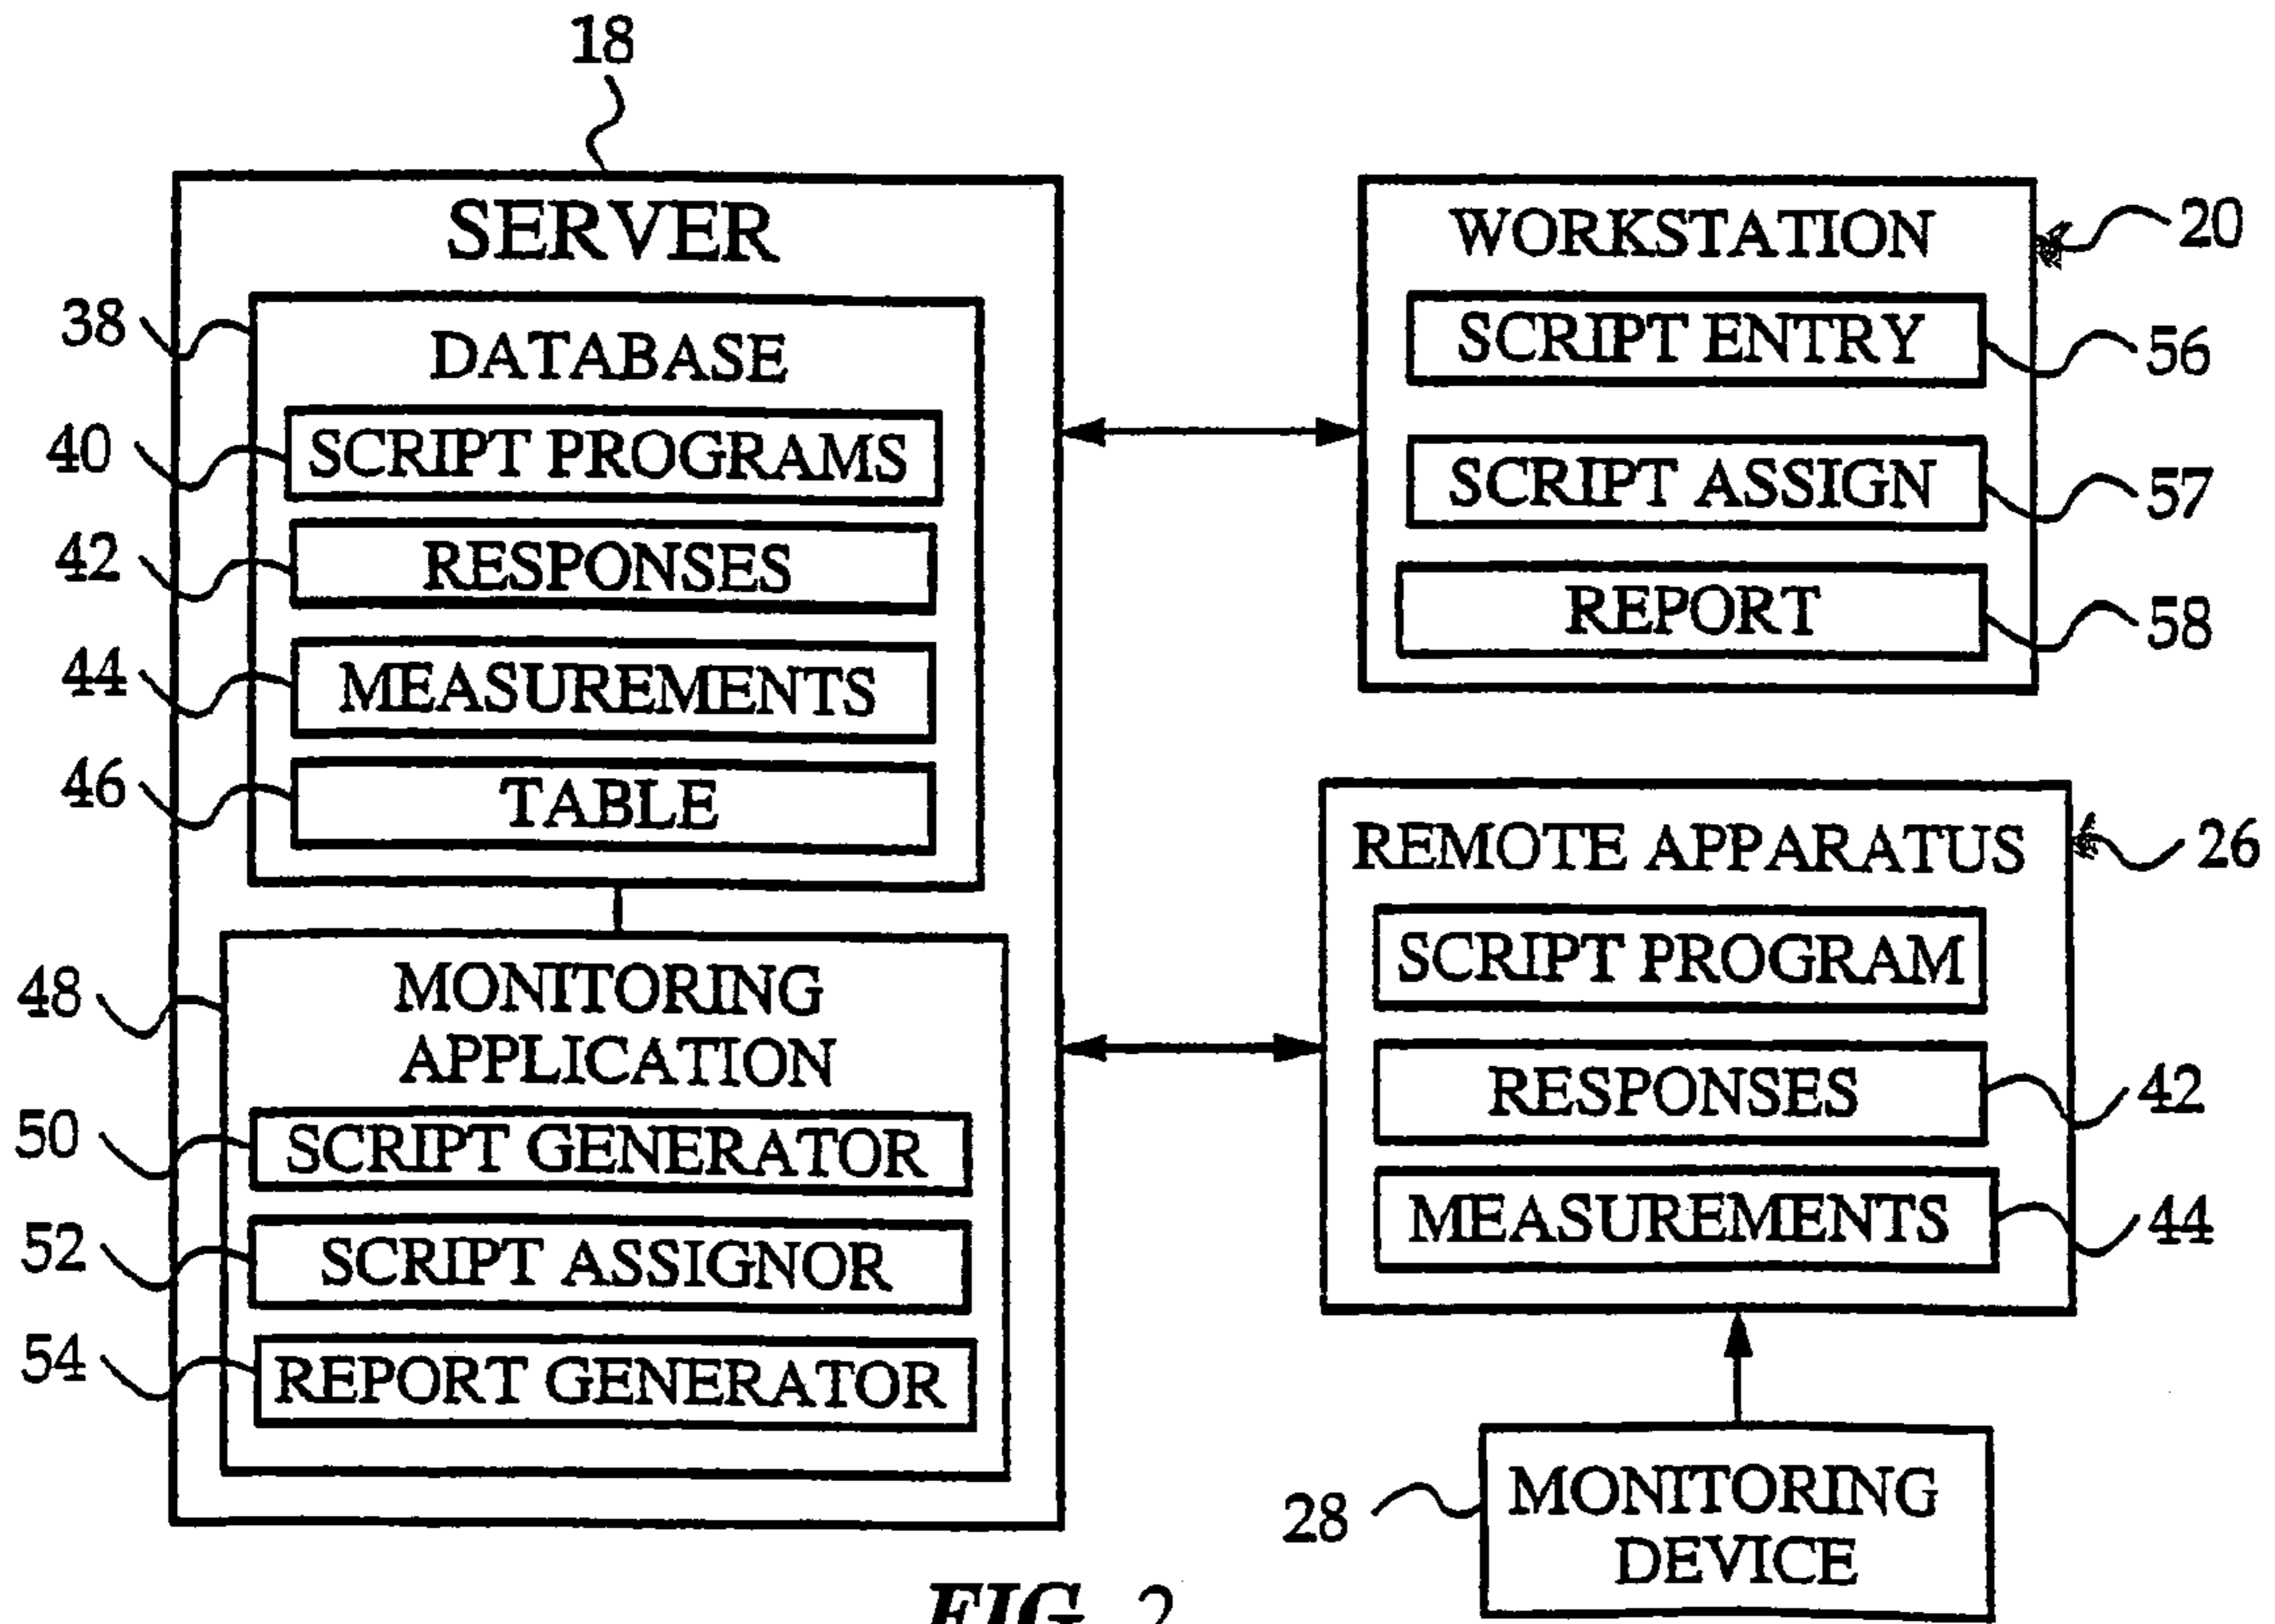 18
SERVER
38
DATABASE
40
SCRIPT PROGRAMS
42
RESPONSES
44
MEASUREMENTS
46
TABLE
48
MONITORING
APPLICATION
50
SCRIPT GENERATOR
52
SCRIPT ASSIGNOR
54
REPORT GENERATOR
WORKSTATION
20
SCRIPT ENTRY
56
SCRIPT ASSIGN
57
REPORT
58
REMOTE APPARATUS
26
SCRIPT PROGRAM
RESPONSES
42
MEASUREMENTS
44
28
MONITORING
DEVICE
FIG. 2